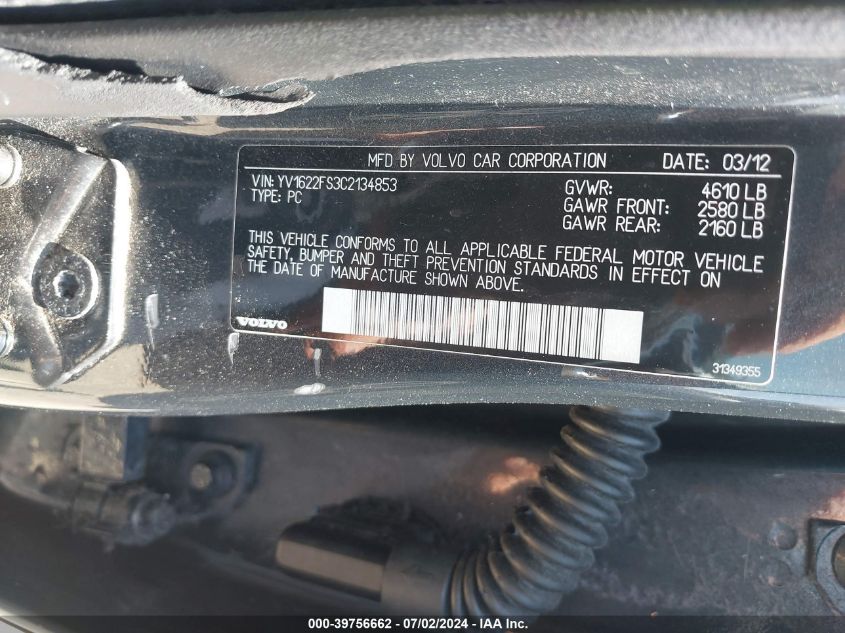 MFD BY VOLVO CAR CORPORATION DATE: 03/12
VIN: YV1622FS3C2134853 GVWR: 4610 LB
TYPE: PC GAWR FRONT: 2580 LB
GAWR REAR: 2160 LB
THIS VEHICLE CONFORMS TO ALL APPLICABLE FEDERAL MOTOR VEHICLE
SAFETY, BUMPER AND THEFT PREVENTION STANDARDS IN EFFECT ON
THE DATE OF MANUFACTURE SHOWN ABOVE.
VOLVO
31349355
000-39756662 - 07/02/2024 - IAA Inc.